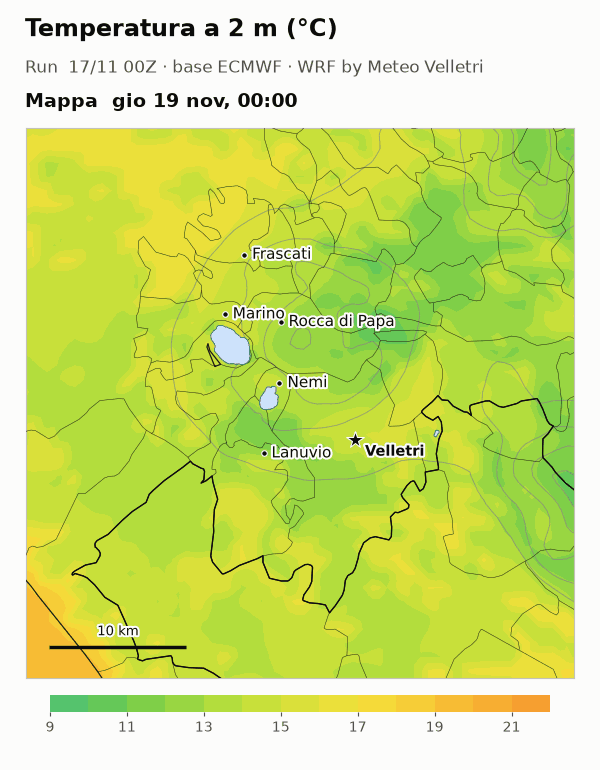 Temperatura a 2 m (°C)
Run  17/11 00Z · base ECMWF · WRF by Meteo Velletri
Mappa  gio 19 nov, 00:00
Frascati
Marino
Rocca di Papa
Nemi
Velletri
Lanuvio
10 km
9 11 13 15 17 19 21